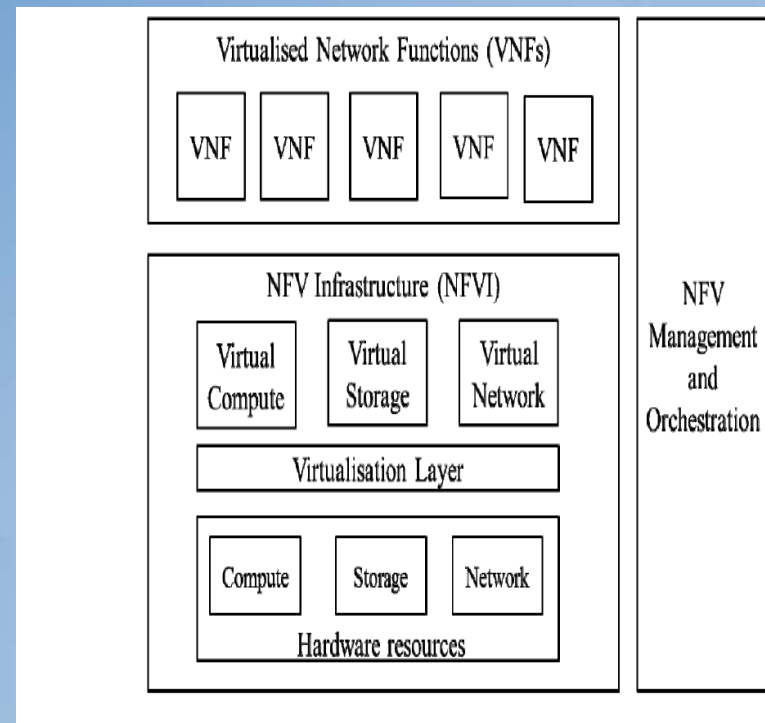 Virtualised Network Functions (VNFs)
VNF VNF VNF VNF VNF
NFV Infrastructure (NFVI)
Virtual Compute
Virtual Storage
Virtual Network
Virtualisation Layer
Compute Storage Network
Hardware resources
NFV
Management
and
Orchestration